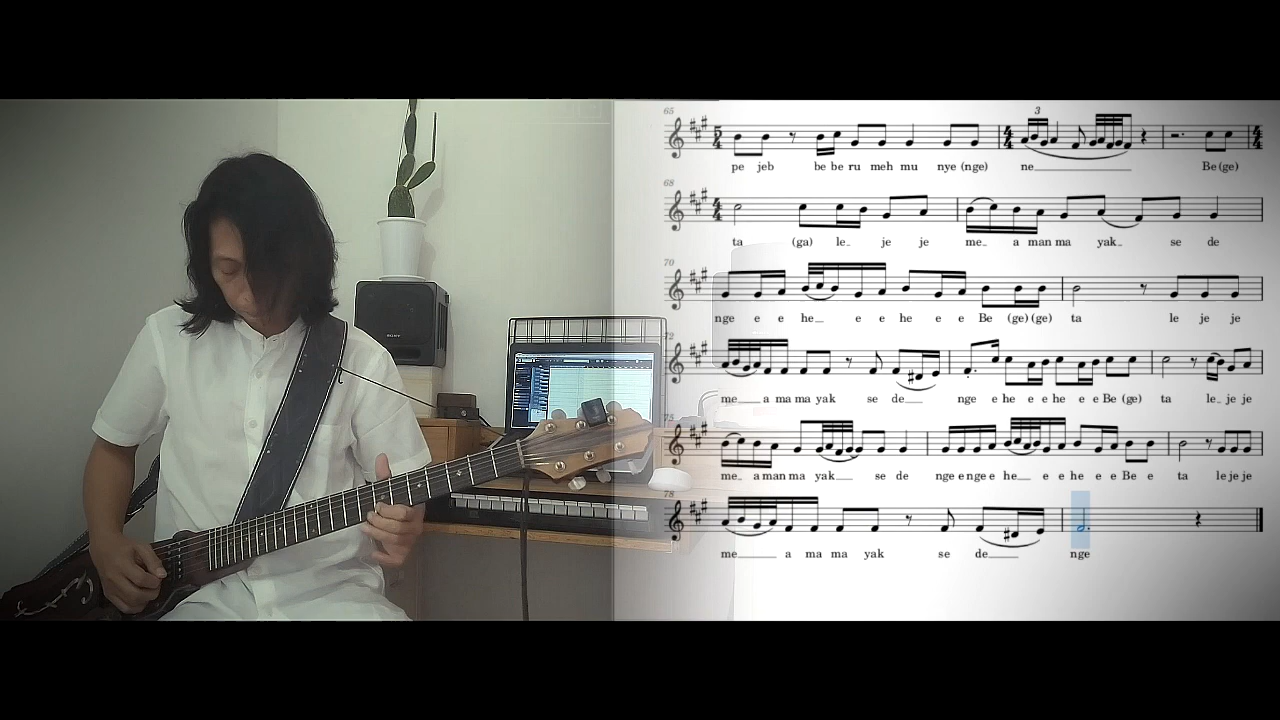 65
3
pe jeb be be ru meh mu nye (nge) ne Be (ge)
68
ta (ga) le je je me a man ma yak se de
70
nge e e he e e he e e Be (ge) (ge) ta le je je
72
me a ma ma yak se de nge e he e e he e e Be (ge) ta le je je
75
me a man ma yak se de nge e nge e he e e he e e Be e ta le je je
78
me a ma ma yak se de nge
SONY